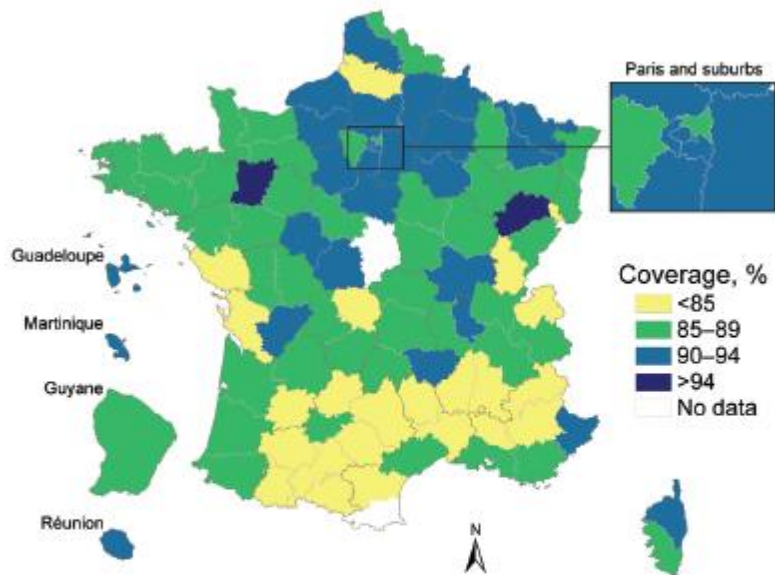 Paris and suburbs
Guadeloupe
Martinique
Guyane
Réunion
Coverage, %
<85
85–89
90–94
>94
No data
N